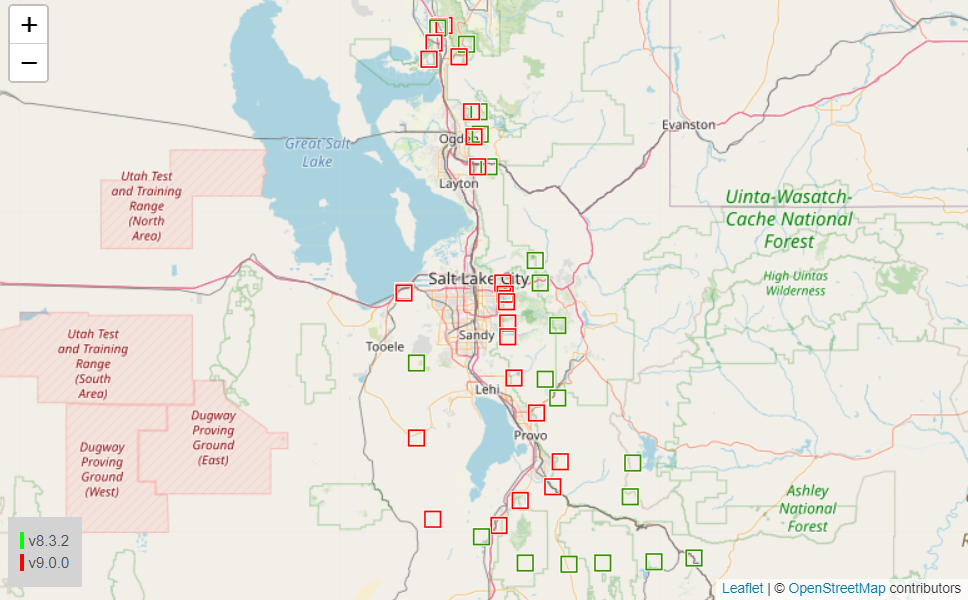 +
−
Evanston
Ogden
Great Salt
Lake
Utah Test
and Training
Range
(North
Area)
Layton
Uinta-Wasatch-
Cache National
Forest
High Uintas
Wilderness
Salt Lake City
Utah Test
and Training
Range
(South
Area)
Sandy
Tooele
Lehi
Dugway
Proving
Ground
(East)
Provo
Dugway
Proving
Ground
(West)
Ashley
National
Forest
v8.3.2
v9.0.0
Leaflet | © OpenStreetMap contributors